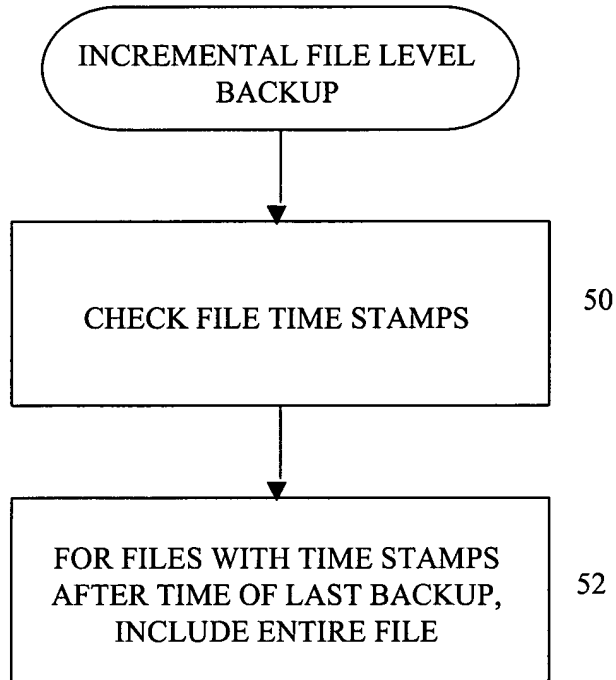 INCREMENTAL FILE LEVEL
BACKUP
CHECK FILE TIME STAMPS
50
FOR FILES WITH TIME STAMPS
AFTER TIME OF LAST BACKUP,
INCLUDE ENTIRE FILE
52